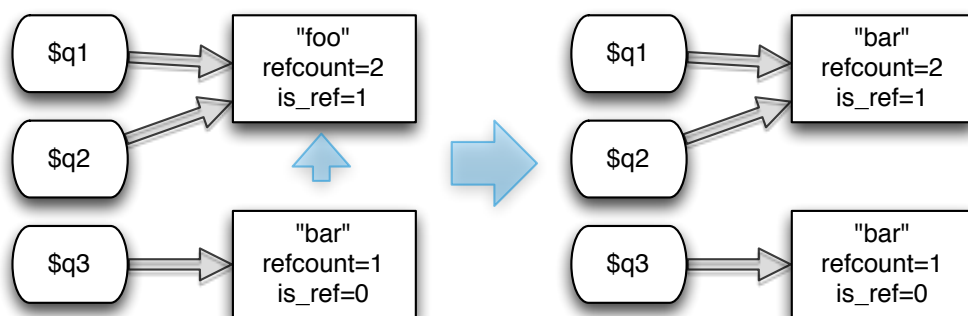 $q1
"foo"
refcount=2
is_ref=1
$q2
$q3
"bar"
refcount=1
is_ref=0
$q1
"bar"
refcount=2
is_ref=1
$q2
$q3
"bar"
refcount=1
is_ref=0